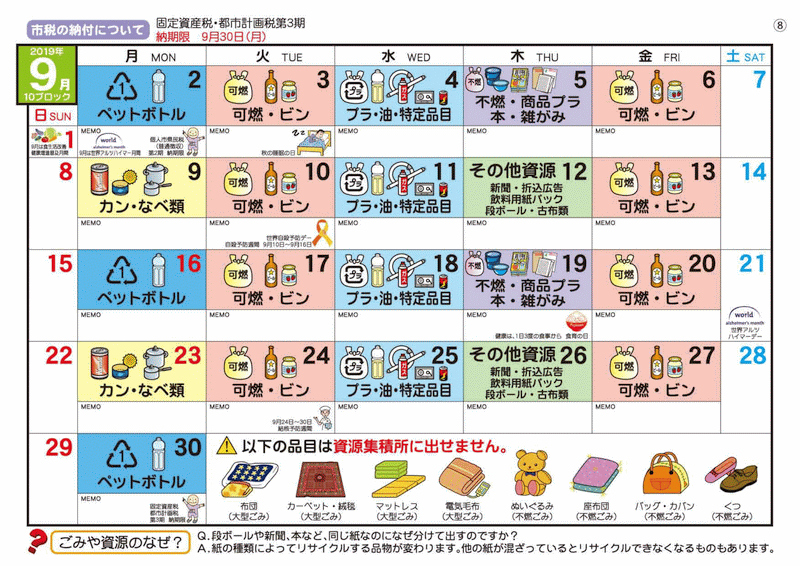 市税の納付について
固定資産税・都市計画税第3期
納期限 9月30日(月)
⑧
2019年
9月
10ブロック
日 SUN
月 MON
火 TUE
水 WED
木 THU
金 FRI
土 SAT
1
9月は食生活改善
健康増進普及月間
2
ペットボトル
MEMO
world
alzheimer's month
9月は世界アルツハイマー月間
個人市県民税
(普通徴収)
第2期 納期限
3
可燃
可燃・ビン
MEMO
秋の睡眠の日
4
プラ
プラ・油・特定品目
MEMO
5
不燃
不燃・商品プラ
本・雑がみ
MEMO
6
可燃
可燃・ビン
MEMO
7
8
9
カン・なべ類
MEMO
10
可燃
可燃・ビン
MEMO
世界自殺予防デー
自殺予防週間 9月10日〜9月16日
11
プラ
プラ・油・特定品目
MEMO
その他資源 12
新聞・折込広告
飲料用紙パック
段ボール・古布類
MEMO
13
可燃
可燃・ビン
MEMO
14
15
16
1
ペットボトル
MEMO
17
可燃
可燃・ビン
MEMO
18
プラ
プラ・油・特定品目
MEMO
19
不燃
不燃・商品プラ
本・雑がみ
MEMO
健康は、1日3度の食事から 食育の日
20
可燃
可燃・ビン
MEMO
21
world
alzheimer's month
世界アルツ
ハイマーデー
22
23
カン・なべ類
MEMO
24
可燃
可燃・ビン
MEMO
9月24日〜30日
結核予防週間
25
プラ
プラ・油・特定品目
MEMO
その他資源 26
新聞・折込広告
飲料用紙パック
段ボール・古布類
MEMO
27
可燃
可燃・ビン
MEMO
28
29
30
1
ペットボトル
MEMO
固定資産税
都市計画税
第3期 納期限
以下の品目は資源集積所に出せません。
布団
(大型ごみ)
カーペット・絨毯
(大型ごみ)
マットレス
(大型ごみ)
電気毛布
(大型ごみ)
ぬいぐるみ
(不燃ごみ)
座布団
(不燃ごみ)
バッグ・カバン
(不燃ごみ)
くつ
(不燃ごみ)
ごみや資源のなぜ?
Q.段ボールや新聞、本など、同じ紙なのになぜ分けて出すのですか?
A.紙の種類によってリサイクルする品物が変わります。他の紙が混ざっているとリサイクルできなくなるものもあります。